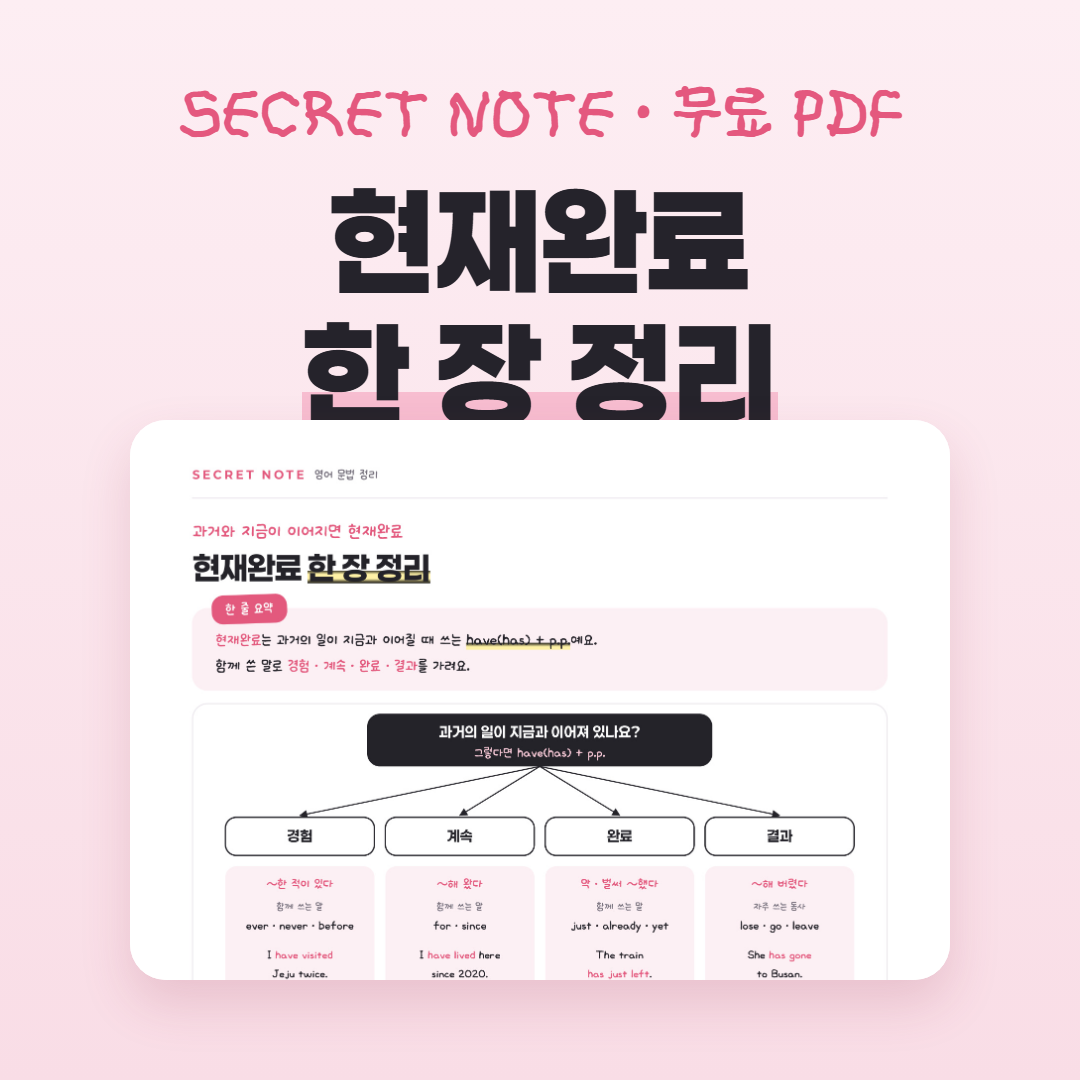 SECRET NOTE · 무료 PDF
현재완료
한 장 정리
SECRET NOTE 영어 문법 정리
과거와 지금이 이어지면 현재완료
현재완료 한 장 정리
한 줄 요약
현재완료는 과거의 일이 지금과 이어질 때 쓰는 have(has) + p.p.예요.
함께 쓴 말로 경험 · 계속 · 완료 · 결과를 가려요.
과거의 일이 지금과 이어져 있나요?
그렇다면 have(has) + p.p.
경험 계속 완료 결과
~한 적이 있다 ~해 왔다 막 · 벌써 ~했다 ~해 버렸다
함께 쓰는 말 함께 쓰는 말 함께 쓰는 말 자주 쓰는 동사
ever · never · before for · since just · already · yet lose · go · leave
I have visited I have lived here The train She has gone
Jeju twice. since 2020. has just left. to Busan.